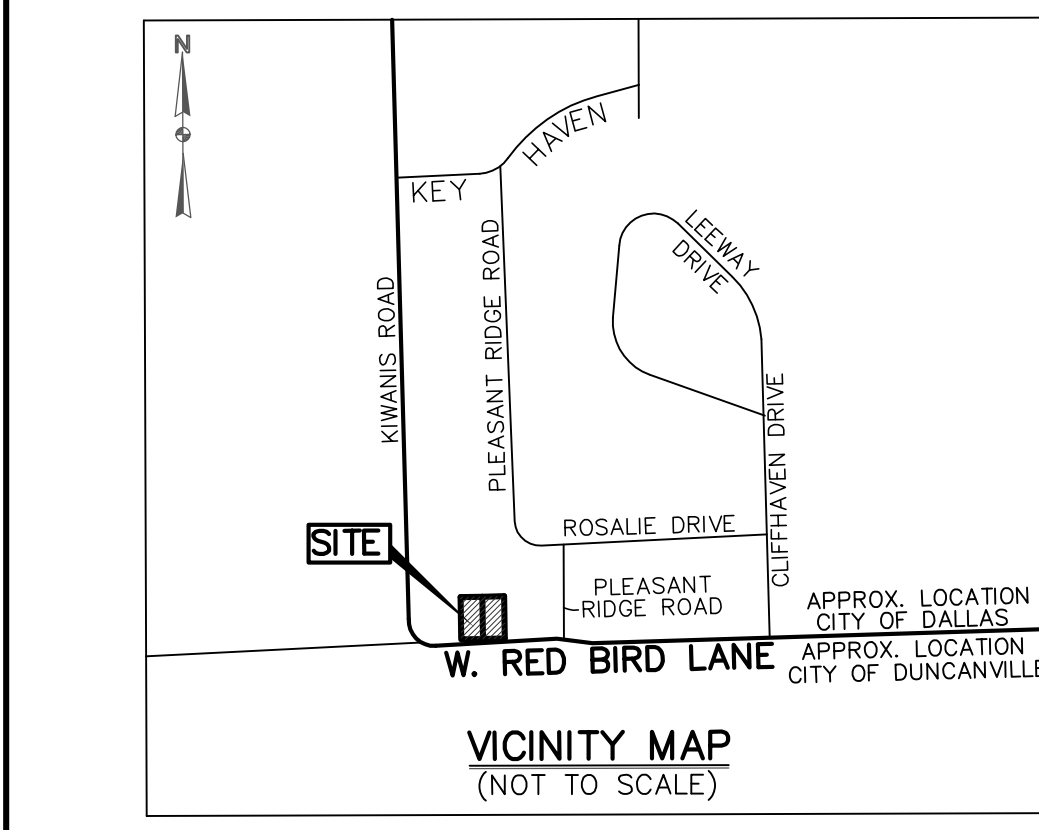 N
HAVEN
KEY
LEEWAY
DRIVE
PLEASANT RIDGE ROAD
KIWANIS ROAD
CLIFFHAVEN DRIVE
SITE
ROSALIE DRIVE
PLEASANT
RIDGE ROAD
APPROX. LOCATION
CITY OF DALLAS
W. RED BIRD LANE
APPROX. LOCATION
CITY OF DUNCANVILLE
VICINITY MAP
(NOT TO SCALE)